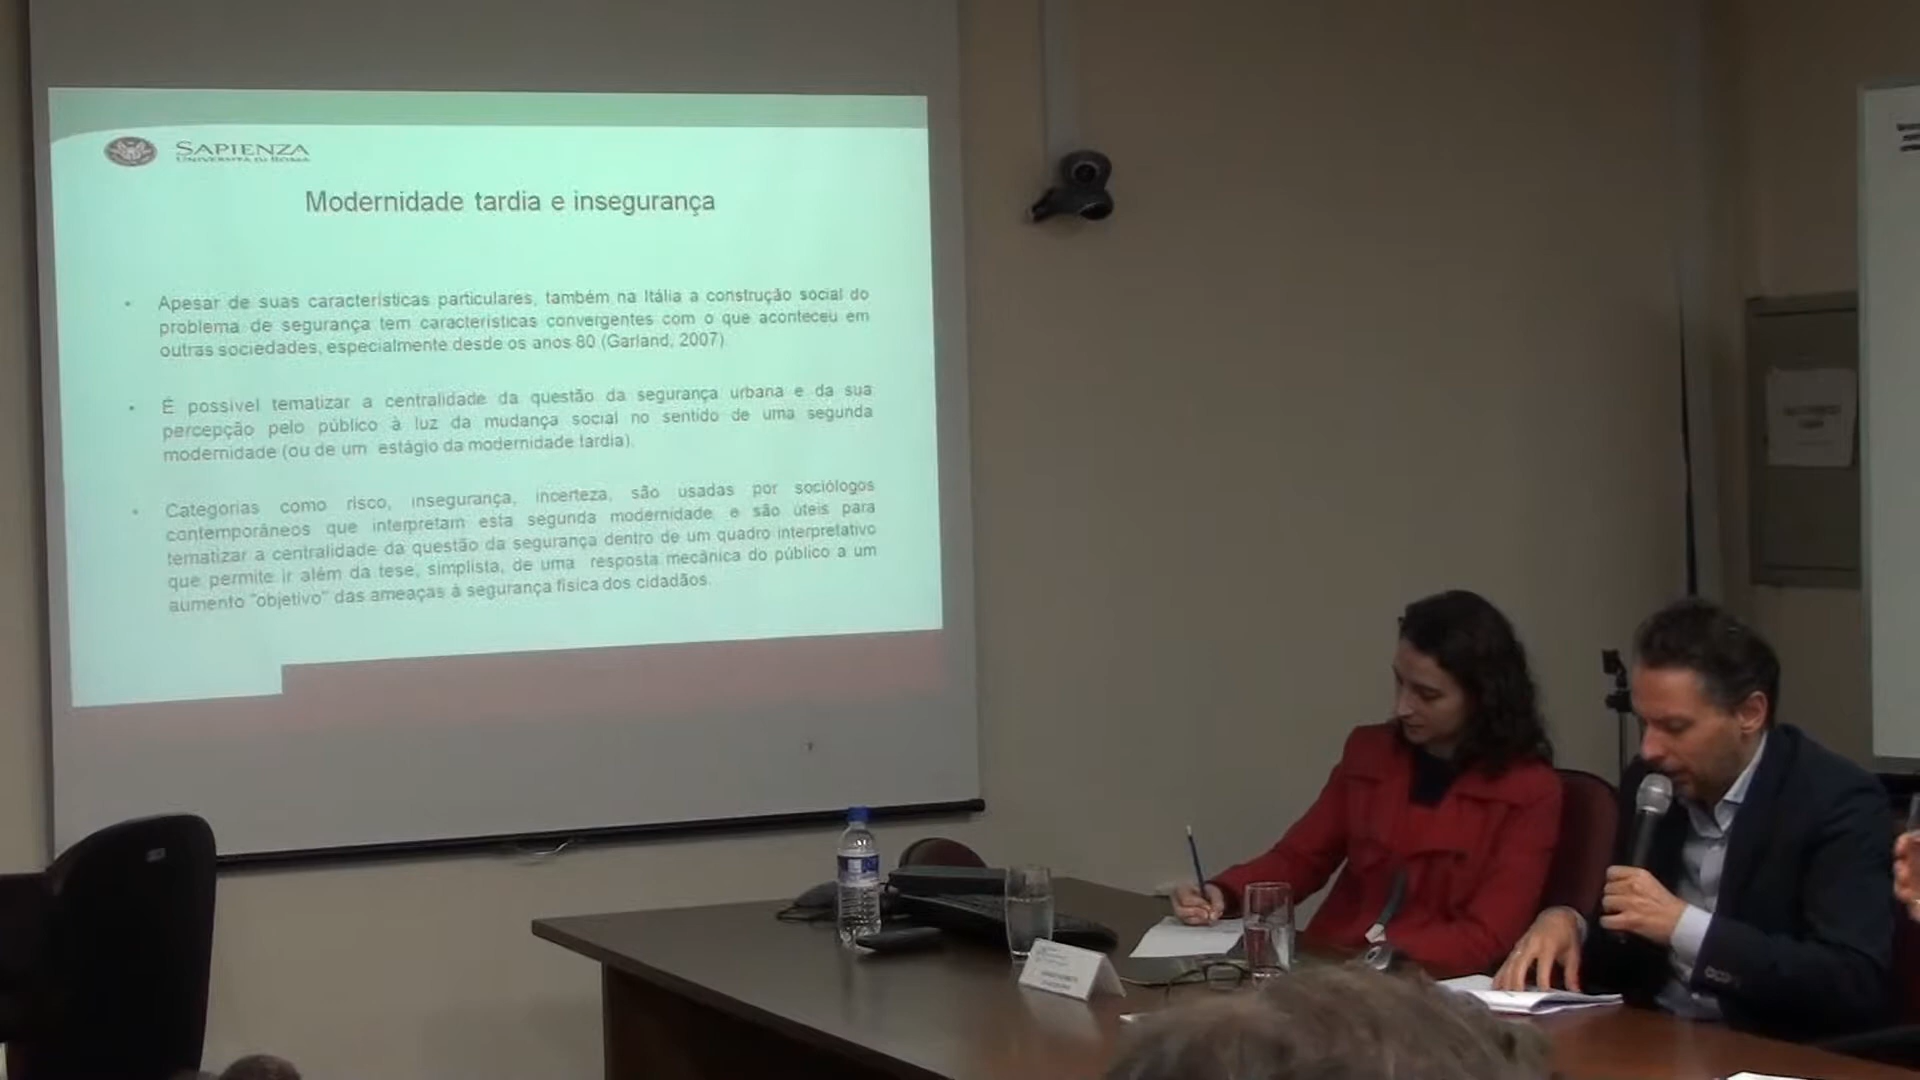 SAPIENZA
UNIVERSITÀ DI ROMA
Modernidade tardia e insegurança
• Apesar de suas características particulares, também na Itália a construção social do
problema de segurança tem características convergentes com o que aconteceu em
outras sociedades, especialmente desde os anos 80 (Garland, 2007).
• É possível tematizar a centralidade da questão da segurança urbana e da sua
percepção pelo público à luz da mudança social no sentido de uma segunda
modernidade (ou de um estágio da modernidade tardia).
• Categorias como risco, insegurança, incerteza, são usadas por sociólogos
contemporâneos que interpretam esta segunda modernidade, e são úteis para
tematizar a centralidade da questão da segurança dentro de um quadro interpretativo
que permite ir além da tese, simplista, de uma resposta mecânica do público a um
aumento "objetivo" das ameaças à segurança física dos cidadãos.